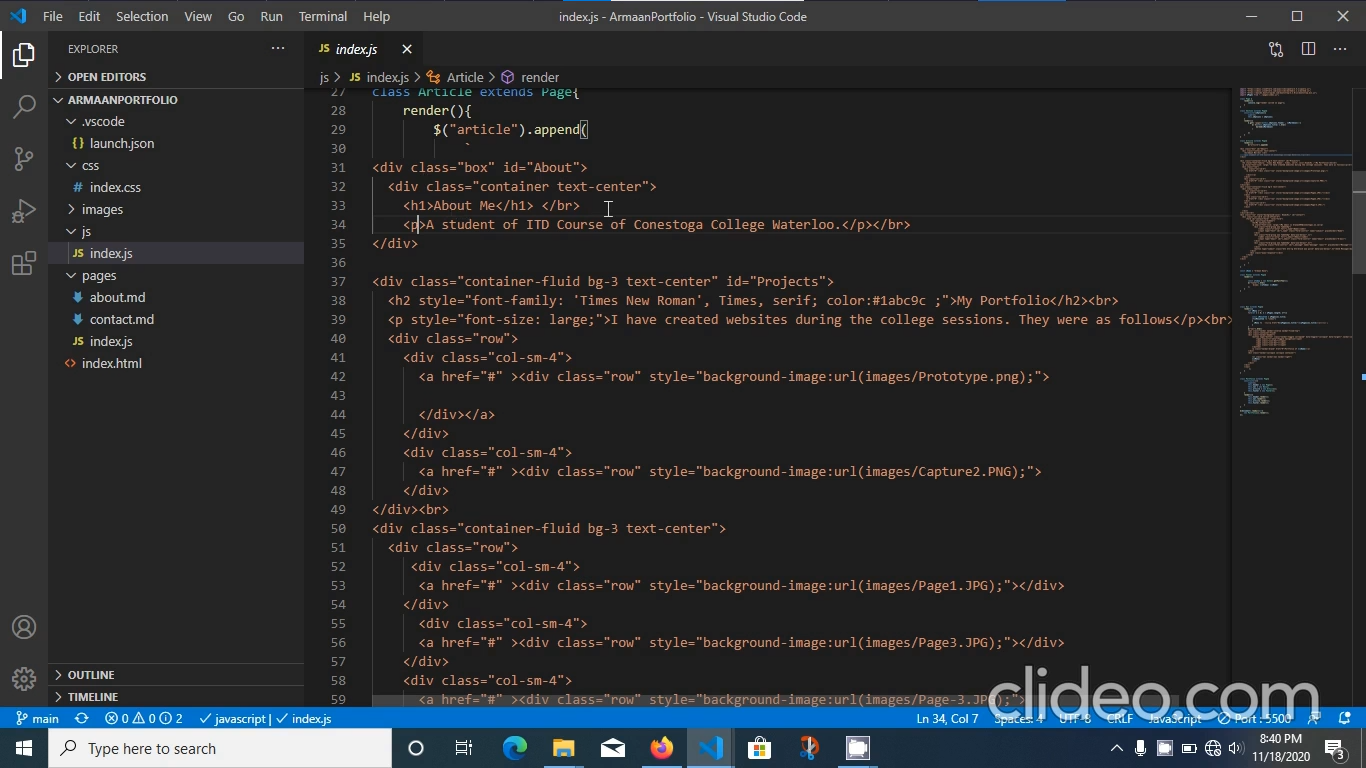 File Edit Selection View Go Run Terminal Help index.js - ArmaanPortfolio - Visual Studio Code
EXPLORER
OPEN EDITORS
ARMAANPORTFOLIO
.vscode
launch.json
css
index.css
images
js
index.js
pages
about.md
contact.md
index.js
index.html
OUTLINE
TIMELINE
JS index.js
js > JS index.js > Article > render
27 class Article extends Page{
28 render(){
29 $("article").append(
30 `
31 <div class="box" id="About">
32 <div class="container text-center">
33 <h1>About Me</h1> </br>
34 <p>A student of ITD Course of Conestoga College Waterloo.</p></br>
35 </div>
36
37 <div class="container-fluid bg-3 text-center" id="Projects">
38 <h2 style="font-family: 'Times New Roman', Times, serif; color:#1abc9c ;">My Portfolio</h2><br>
39 <p style="font-size: large;">I have created websites during the college sessions. They were as follows</p><br>
40 <div class="row">
41 <div class="col-sm-4">
42 <a href="#" ><div class="row" style="background-image:url(images/Prototype.png);">
43
44 </div></a>
45 </div>
46 <div class="col-sm-4">
47 <a href="#" ><div class="row" style="background-image:url(images/Capture2.PNG);">
48 </div>
49 </div><br>
50 <div class="container-fluid bg-3 text-center">
51 <div class="row">
52 <div class="col-sm-4">
53 <a href="#" ><div class="row" style="background-image:url(images/Page1.JPG);"></div>
54 </div>
55 <div class="col-sm-4">
56 <a href="#" ><div class="row" style="background-image:url(images/Page3.JPG);"></div>
57 </div>
58 <div class="col-sm-4">
59 <a href="#" ><div class="row" style="background-image:url(images/Page-3.JPG);">
clideo.com
main 0 0 2 javascript | index.js Ln 34, Col 7 Spaces: 4 UTF-8 CRLF JavaScript Port : 5500
Type here to search
8:40 PM
11/18/2020
3